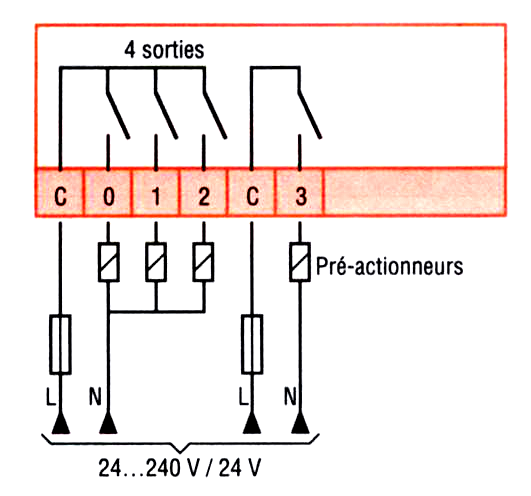 4 sorties
C 0 1 2 C 3
Pré-actionneurs
L N L N
24...240 V / 24 V